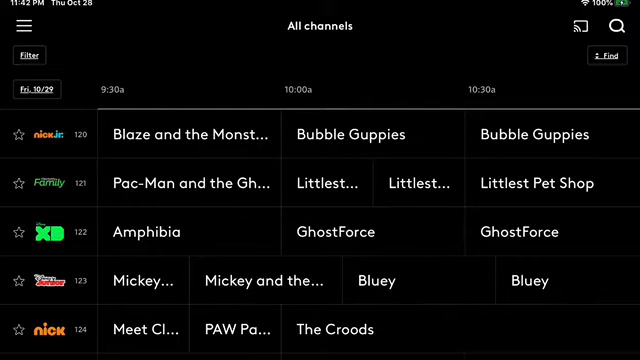 11:42 PM Thu Oct 28 100%
All channels
Filter
Find
Fri, 10/29 9:30a 10:00a 10:30a
nick jr. 120 Blaze and the Monst... Bubble Guppies Bubble Guppies
Family 121 Pac-Man and the Gh... Littlest... Littlest... Littlest Pet Shop
XD 122 Amphibia GhostForce GhostForce
Junior 123 Mickey... Mickey and the... Bluey Bluey
nick 124 Meet Cl... PAW Pa... The Croods